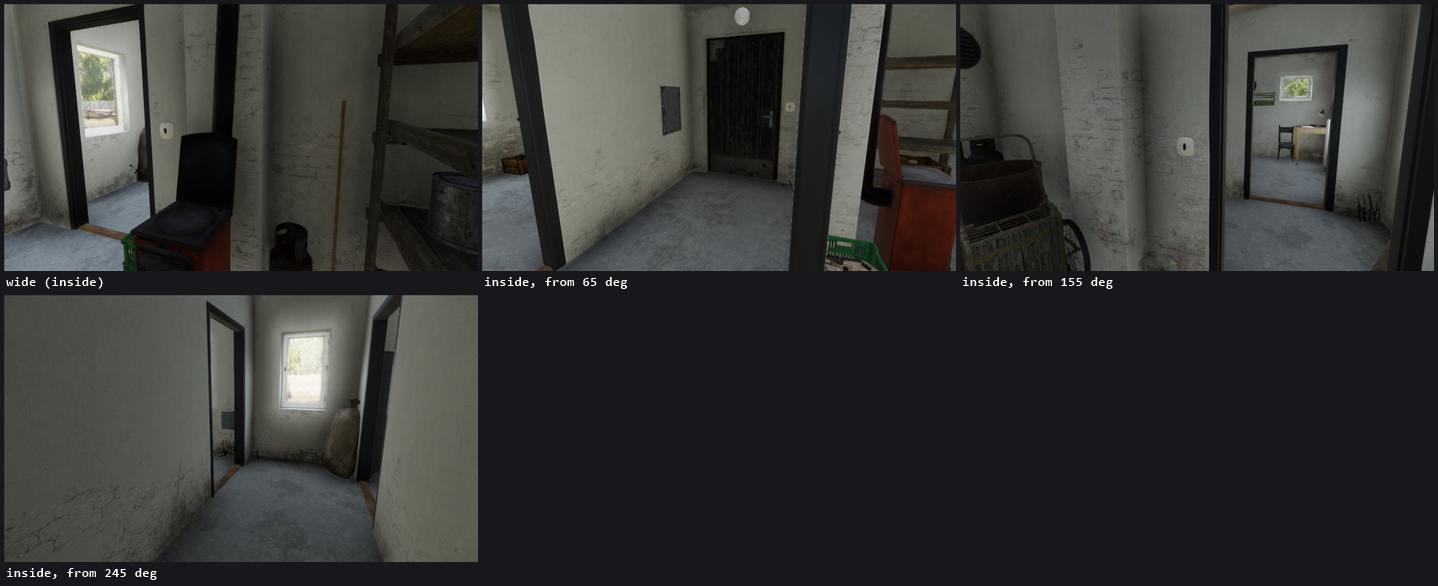 wide (inside)
inside, from 65 deg
inside, from 155 deg
inside, from 245 deg